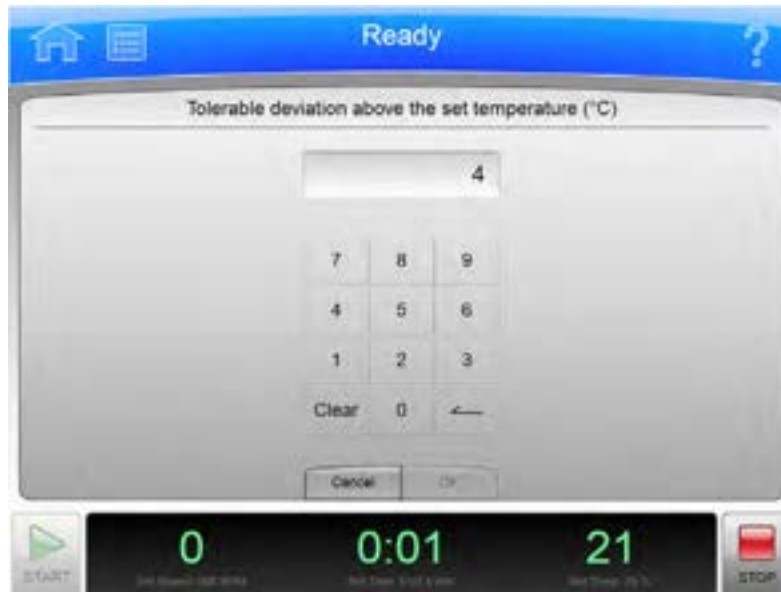 Ready
?
Tolerable deviation above the set temperature (°C)
4
7 8 9
4 5 6
1 2 3
Clear 0
Cancel OK
START 0 0:01 21 STOP